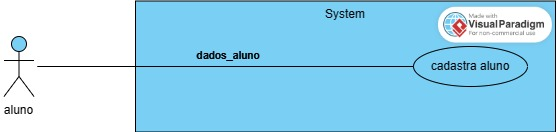 System
Made with
Visual Paradigm
For non-commercial use
dados_aluno
cadastra aluno
aluno